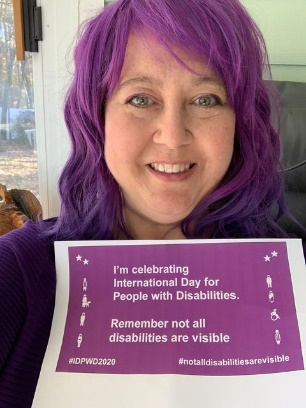 I'm celebrating
International Day for
People with Disabilities.
Remember not all
disabilities are visible
#IDPWD2020 #notalldisabilitiesarevisible